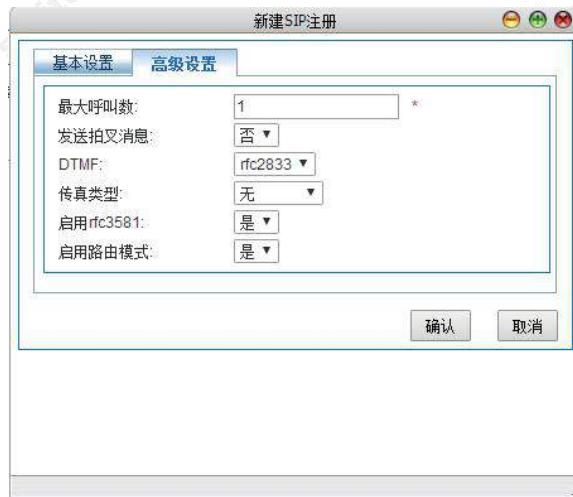 新建SIP注册
基本设置 高级设置
最大呼叫数: 1 *
发送拍叉消息: 否
DTMF: rfc2833
传真类型: 无
启用rfc3581: 是
启用路由模式: 是
确认 取消